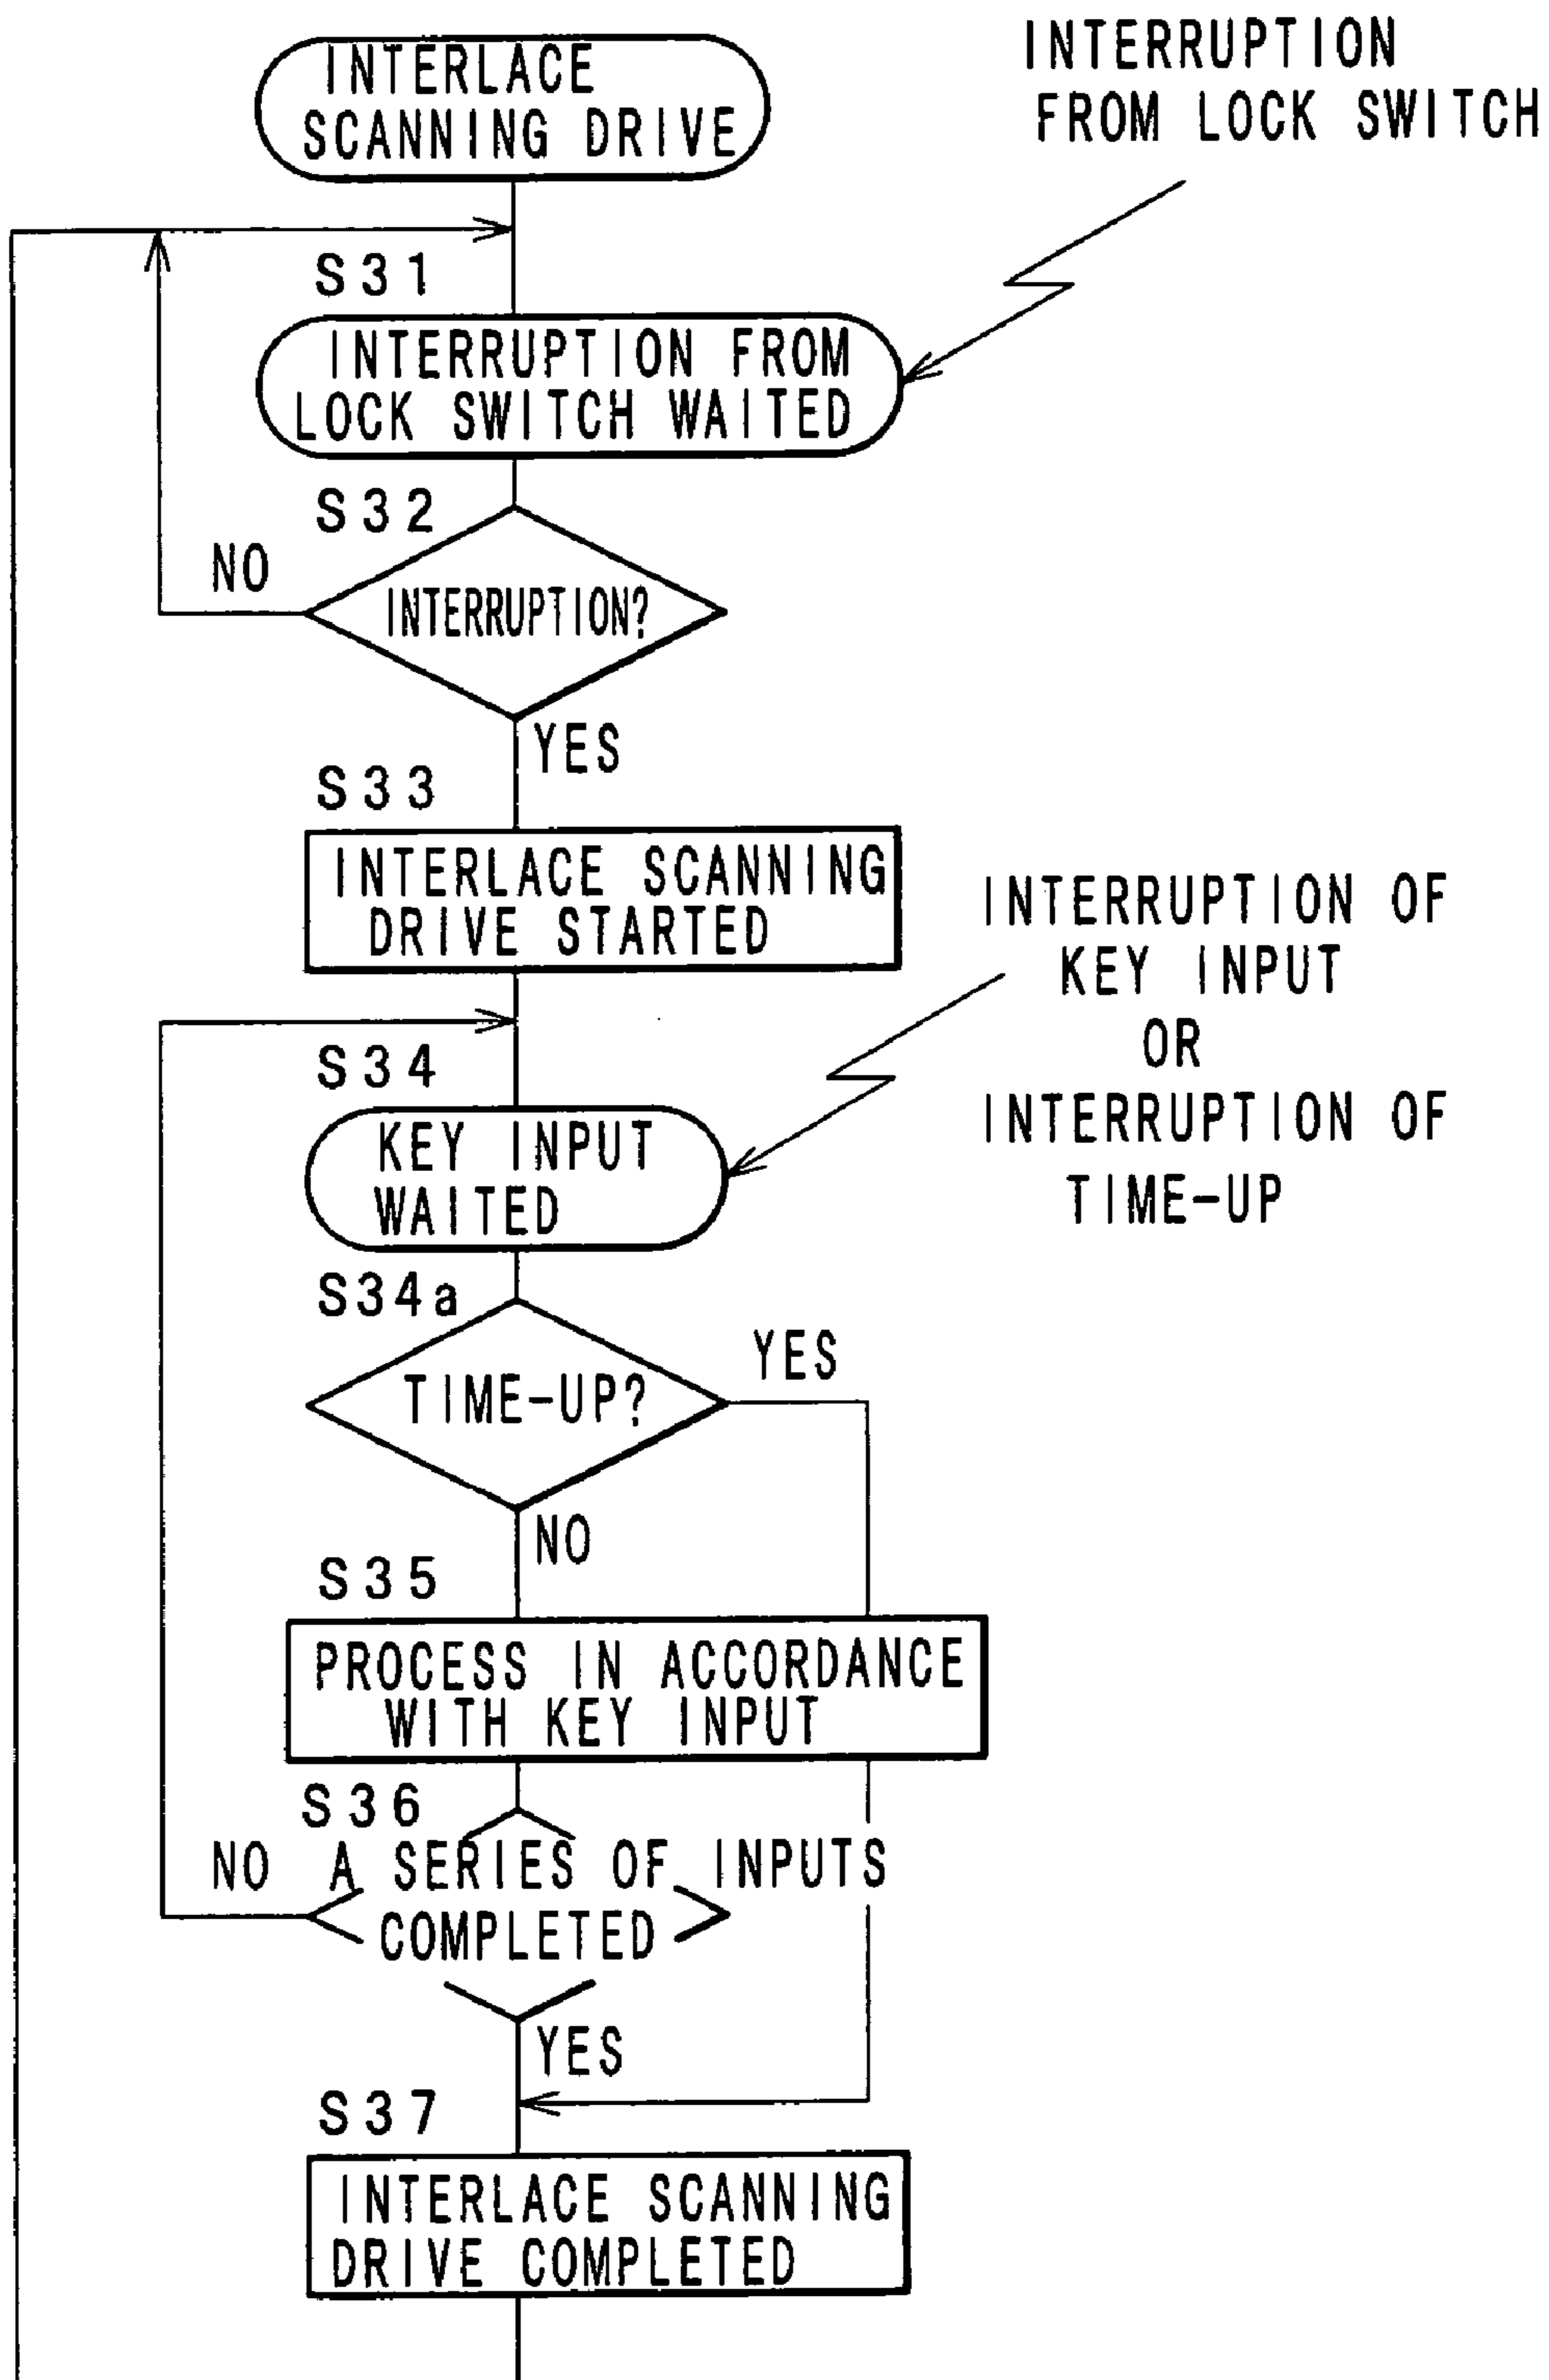 INTERLACE
SCANNING DRIVE
INTERRUPTION
FROM LOCK SWITCH
S31
INTERRUPTION FROM
LOCK SWITCH WAITED
S32
NO
INTERRUPTION?
YES
S33
INTERLACE SCANNING
DRIVE STARTED
INTERRUPTION OF
KEY INPUT
OR
INTERRUPTION OF
TIME-UP
S34
KEY INPUT
WAITED
S34a
YES
TIME-UP?
NO
S35
PROCESS IN ACCORDANCE
WITH KEY INPUT
S36
NO A SERIES OF INPUTS
COMPLETED
YES
S37
INTERLACE SCANNING
DRIVE COMPLETED